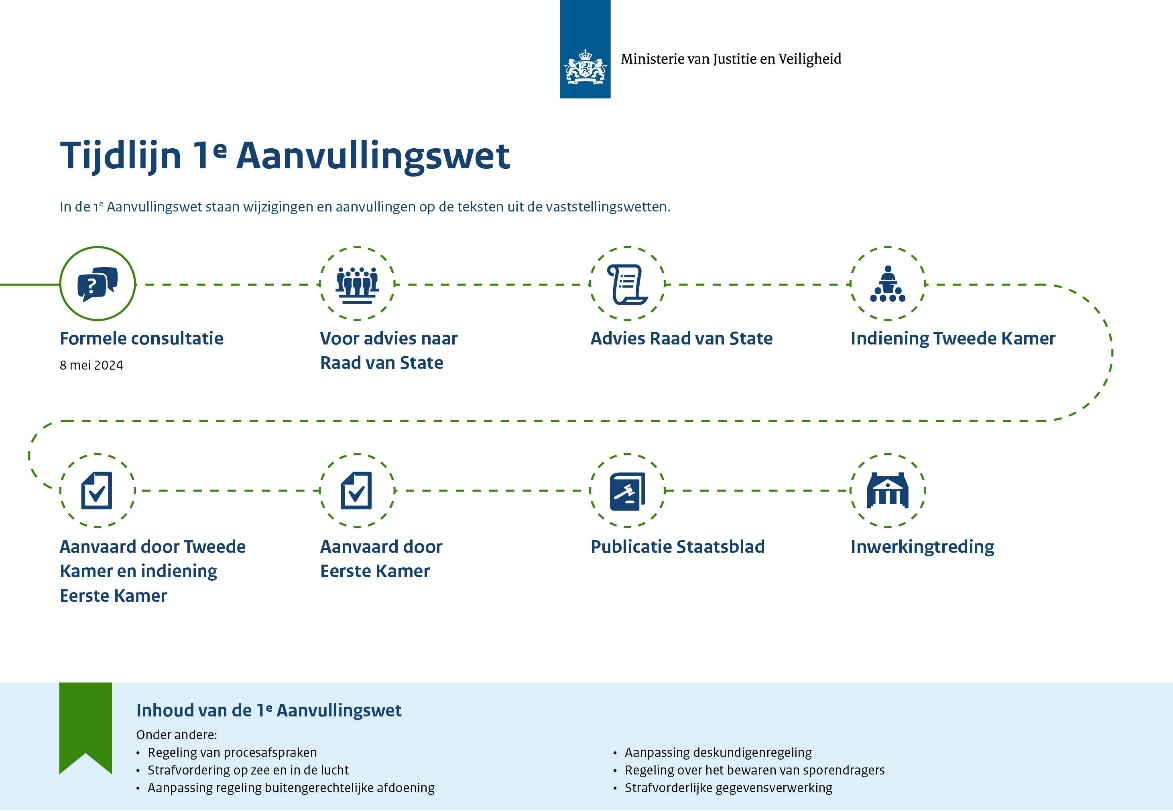 Ministerie van Justitie en Veiligheid
Tijdlijn 1e Aanvullingswet
In de 1e Aanvullingswet staan wijzigingen en aanvullingen op de teksten uit de vaststellingswetten.
?
Formele consultatie
8 mei 2024
Voor advies naar
Raad van State
Advies Raad van State
Indiening Tweede Kamer
Aanvaard door Tweede
Kamer en indiening
Eerste Kamer
Aanvaard door
Eerste Kamer
Publicatie Staatsblad
Inwerkingtreding
Inhoud van de 1e Aanvullingswet
Onder andere:
• Regeling van procesafspraken
• Strafvordering op zee en in de lucht
• Aanpassing regeling buitengerechtelijke afdoening
• Aanpassing deskundigenregeling
• Regeling over het bewaren van sporendragers
• Strafvorderlijke gegevensverwerking